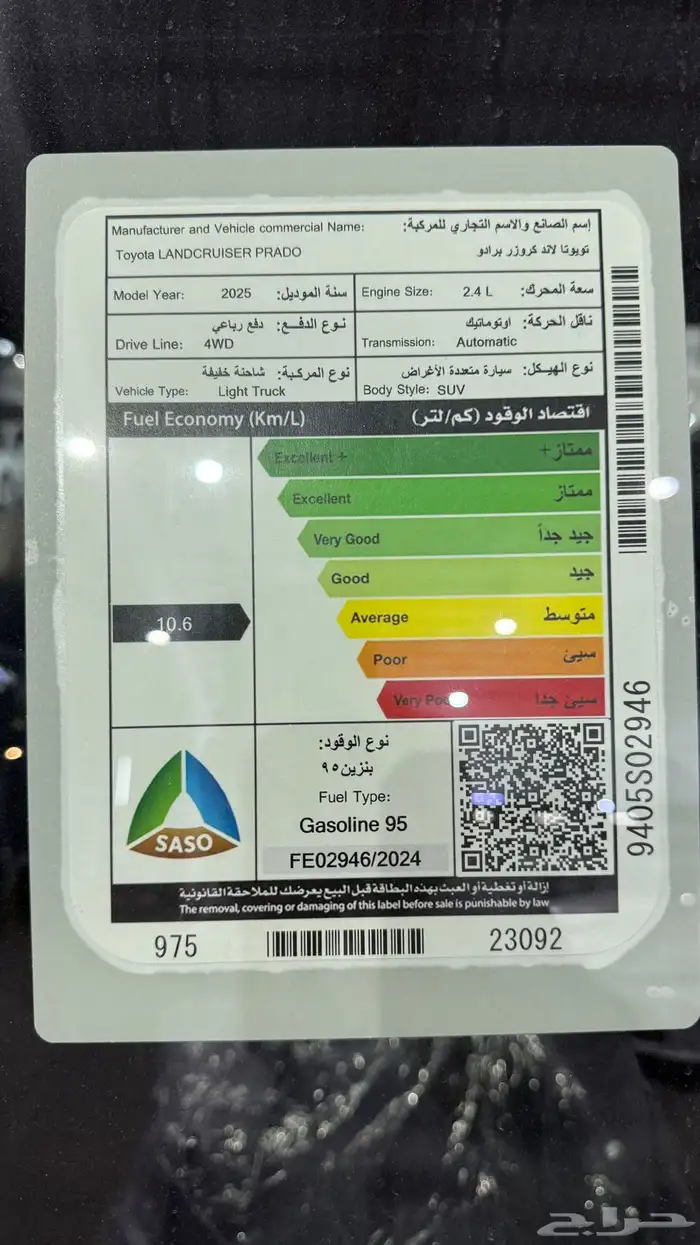 Manufacturer and Vehicle commercial Name: إسم الصانع والاسم التجاري للمركبة:
Toyota LANDCRUISER PRADO تويوتا لاند كروزر برادو
Model Year: 2025 سنة الموديل:
Engine Size: 2.4 L سعة المحرك:
نوع الدفـــع: دفع رباعي
Drive Line: 4WD
ناقل الحركة: اوتوماتيك
Transmission: Automatic
نوع المركبة: شاحنة خفيفة
Vehicle Type: Light Truck
نوع الهيكل: سيارة متعددة الأغراض
Body Style: SUV
Fuel Economy (Km/L) اقتصاد الوقود (كم/لتر)
Excellent + ممتاز+
Excellent ممتاز
Very Good جيد جداً
Good جيد
10.6
Average متوسط
Poor سيئ
Very Poor سيئ جداً
نوع الوقود:
بنزين ٩٥
Fuel Type:
Gasoline 95
FE02946/2024
SASO
إزالة أو تغطية أو العبث بهذه البطاقة قبل البيع يعرضك للملاحقة القانونية
The removal, covering or damaging of this label before sale is punishable by law
975 23092
9405S02946
حراج